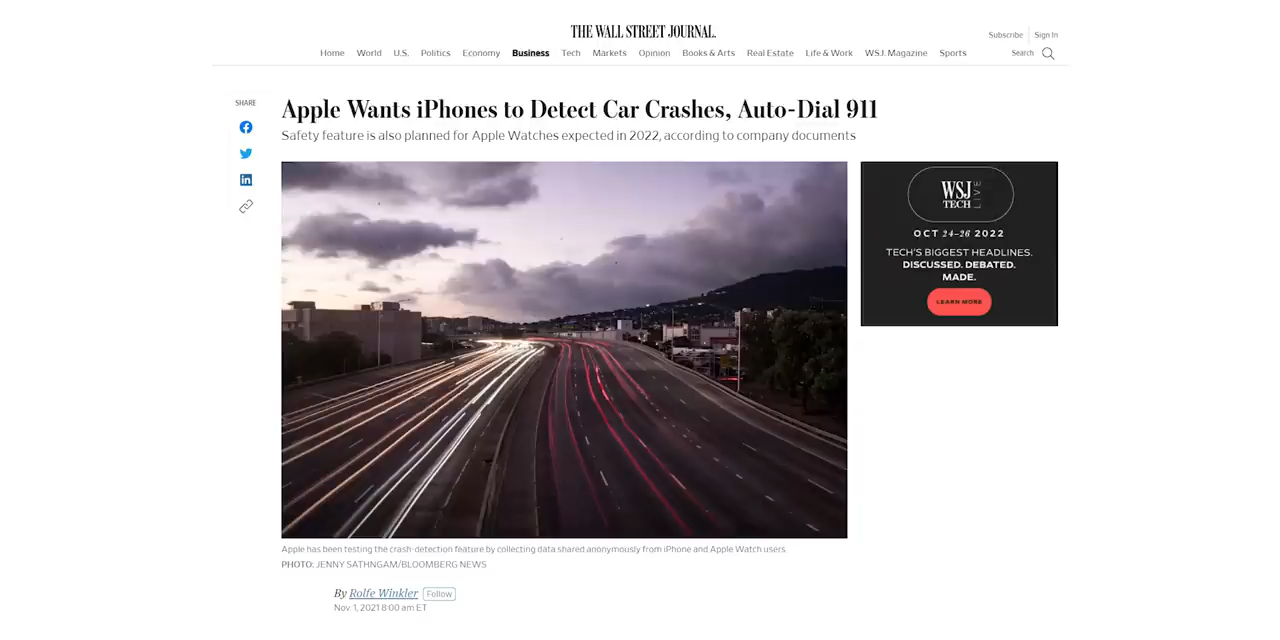 THE WALL STREET JOURNAL.
Subscribe Sign In
Home World U.S. Politics Economy Business Tech Markets Opinion Books & Arts Real Estate Life & Work WSJ. Magazine Sports Search
SHARE
Apple Wants iPhones to Detect Car Crashes, Auto-Dial 911
Safety feature is also planned for Apple Watches expected in 2022, according to company documents
WSJ
TECH
LIVE
OCT 24–26 2022
TECH'S BIGGEST HEADLINES.
DISCUSSED. DEBATED.
MADE.
LEARN MORE
Apple has been testing the crash-detection feature by collecting data shared anonymously from iPhone and Apple Watch users.
PHOTO: JENNY SATHNGAM/BLOOMBERG NEWS
By Rolfe Winkler Follow
Nov. 1, 2021 8:00 am ET